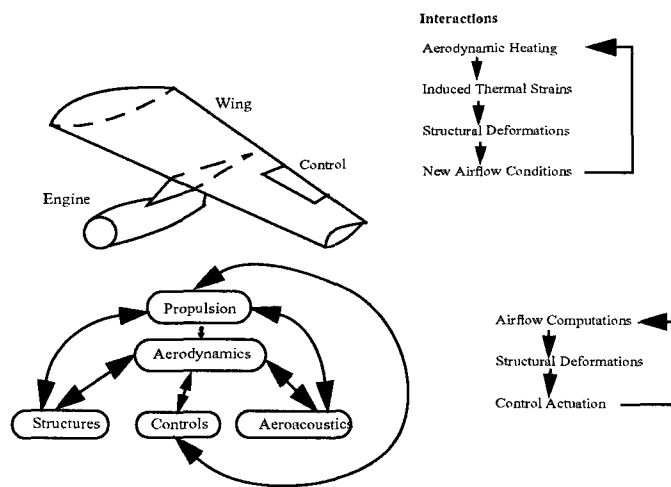 Interactions
Aerodynamic Heating
Induced Thermal Strains
Structural Deformations
New Airflow Conditions
Wing
Control
Engine
Propulsion
Aerodynamics
Structures
Controls
Aeroacoustics
Airflow Computations
Structural Deformations
Control Actuation